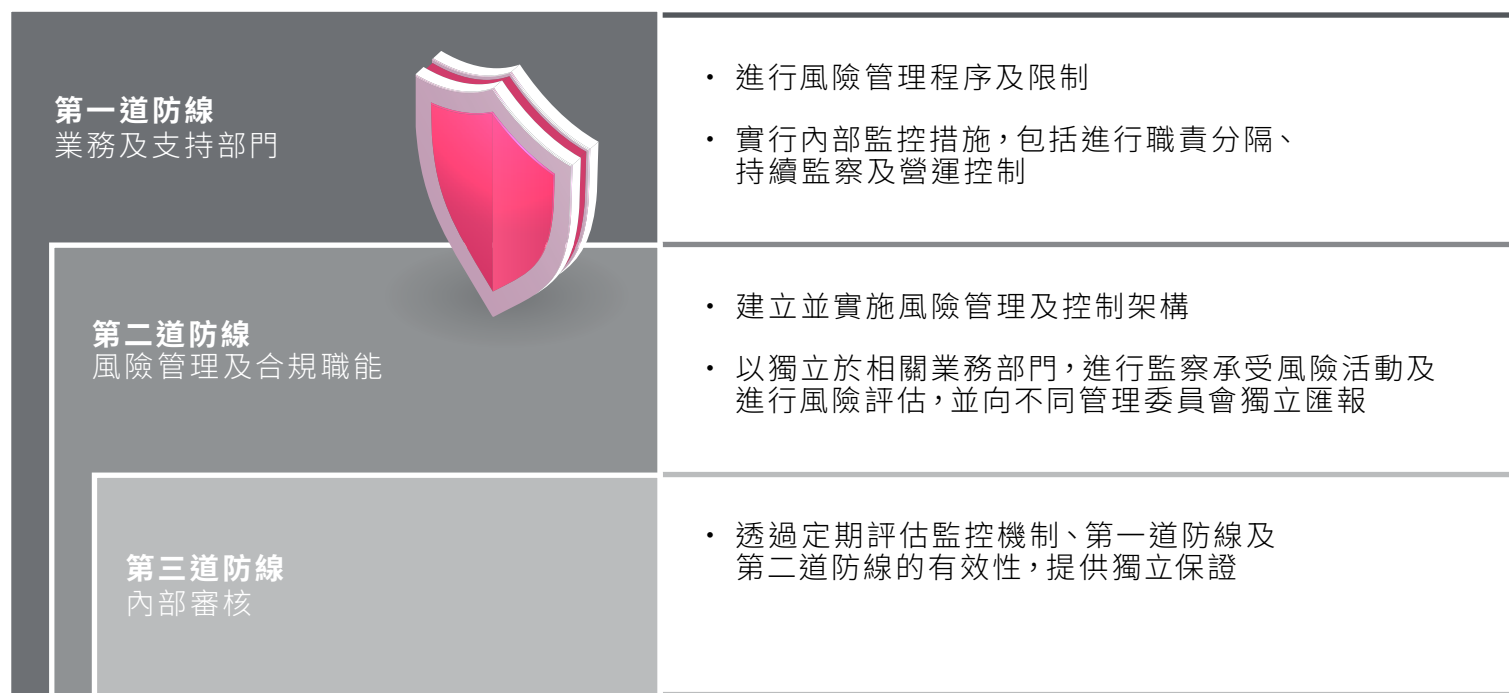 第一道防線
業務及支持部門
• 進行風險管理程序及限制
• 實行內部監控措施，包括進行職責分隔、
持續監察及營運控制
第二道防線
風險管理及合規職能
• 建立並實施風險管理及控制架構
• 以獨立於相關業務部門，進行監察承受風險活動及
進行風險評估，並向不同管理委員會獨立匯報
第三道防線
內部審核
• 透過定期評估監控機制、第一道防線及
第二道防線的有效性，提供獨立保證